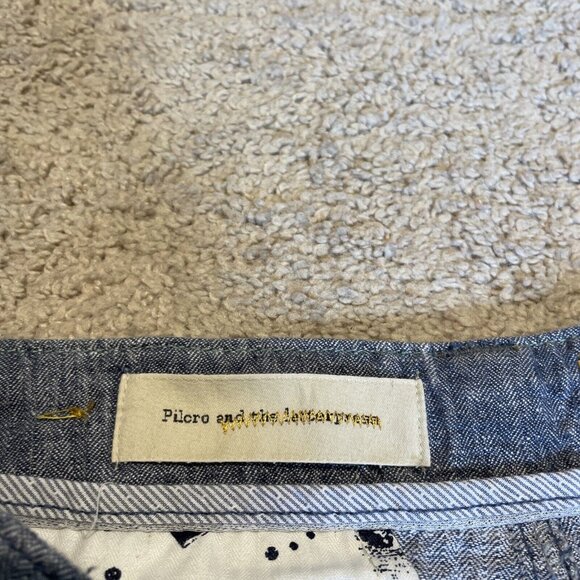 Pilcro and the letterpress